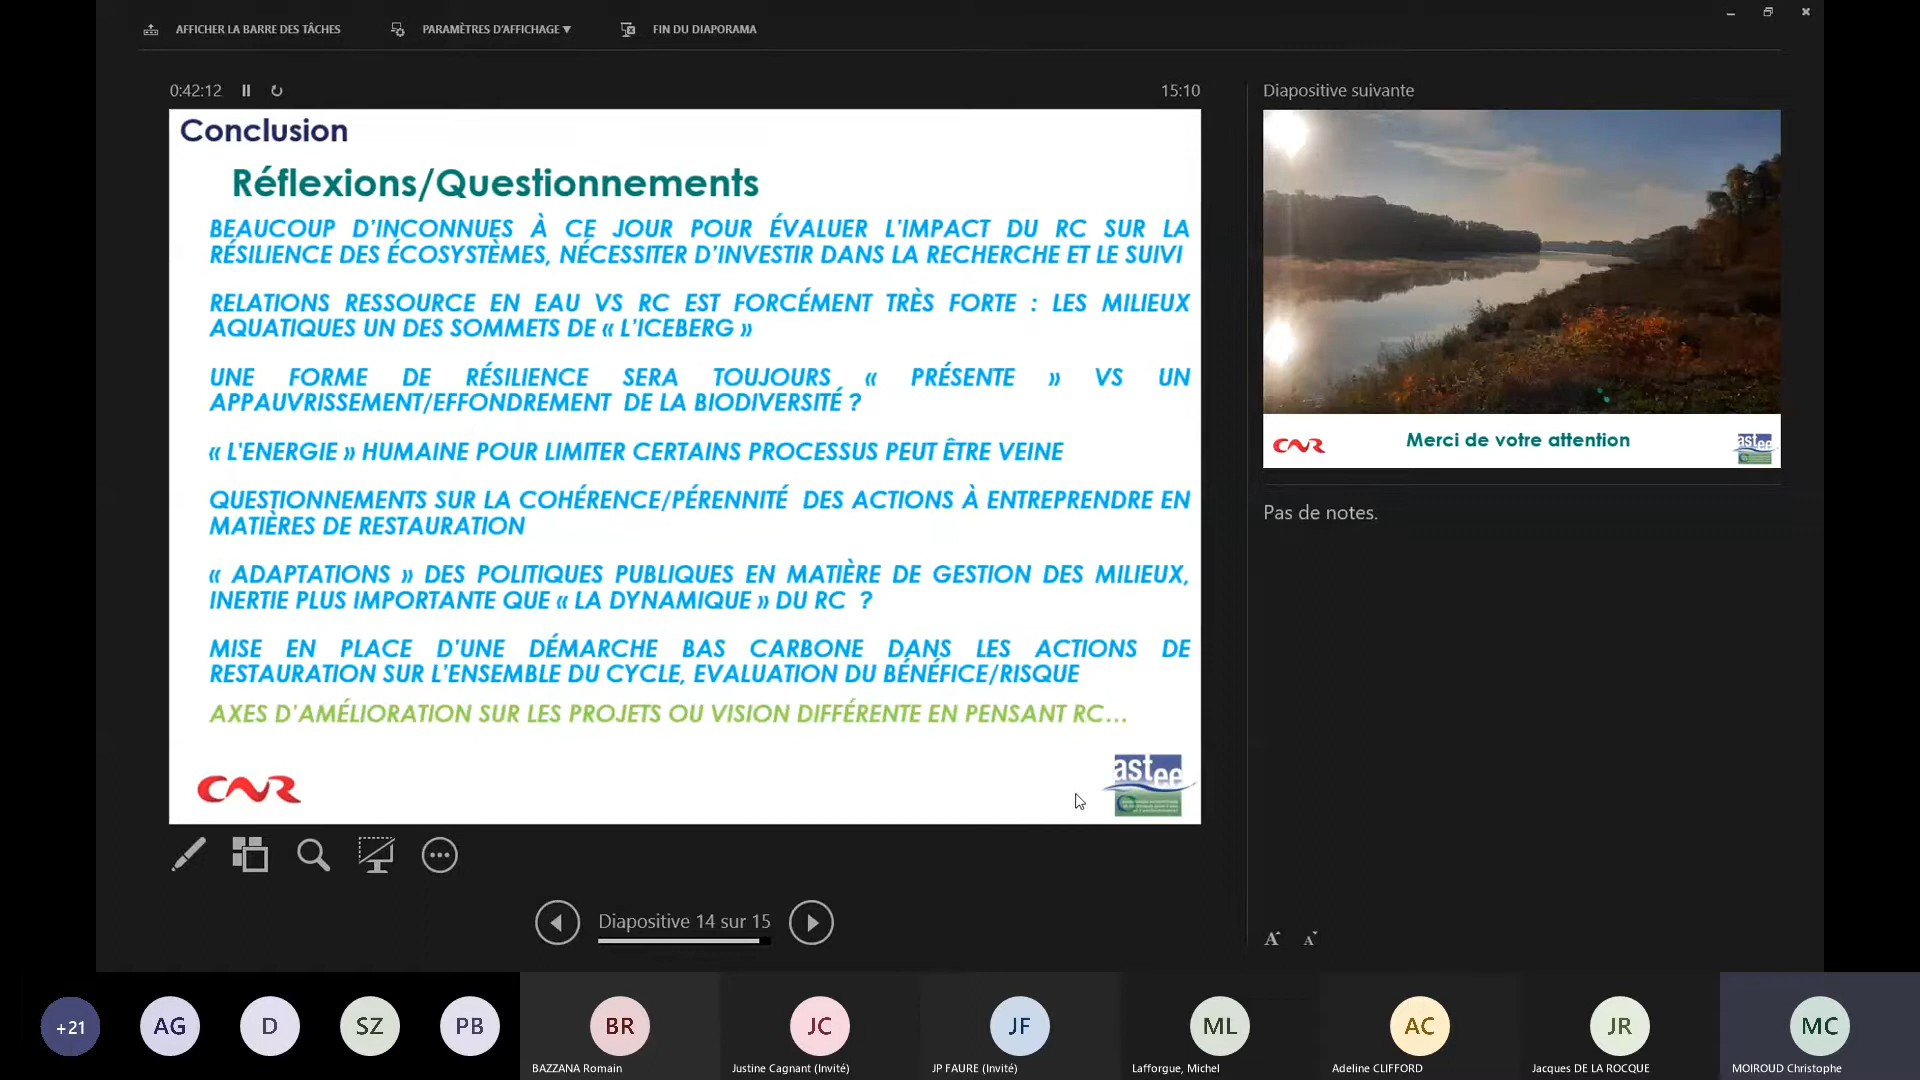 AFFICHER LA BARRE DES TÂCHES
PARAMÈTRES D'AFFICHAGE ▼
FIN DU DIAPORAMA
0:42:12
15:10
Conclusion
Réflexions/Questionnements
BEAUCOUP D'INCONNUES À CE JOUR POUR ÉVALUER L'IMPACT DU RC SUR LA
RÉSILIENCE DES ÉCOSYSTÈMES, NÉCESSITER D'INVESTIR DANS LA RECHERCHE ET LE SUIVI
RELATIONS RESSOURCE EN EAU VS RC EST FORCÉMENT TRÈS FORTE : LES MILIEUX
AQUATIQUES UN DES SOMMETS DE « L'ICEBERG »
UNE FORME DE RÉSILIENCE SERA TOUJOURS « PRÉSENTE » VS UN
APPAUVRISSEMENT/EFFONDREMENT DE LA BIODIVERSITÉ ?
« L'ENERGIE » HUMAINE POUR LIMITER CERTAINS PROCESSUS PEUT ÊTRE VEINE
QUESTIONNEMENTS SUR LA COHÉRENCE/PÉRENNITÉ DES ACTIONS À ENTREPRENDRE EN
MATIÈRES DE RESTAURATION
« ADAPTATIONS » DES POLITIQUES PUBLIQUES EN MATIÈRE DE GESTION DES MILIEUX,
INERTIE PLUS IMPORTANTE QUE « LA DYNAMIQUE » DU RC ?
MISE EN PLACE D'UNE DÉMARCHE BAS CARBONE DANS LES ACTIONS DE
RESTAURATION SUR L'ENSEMBLE DU CYCLE, EVALUATION DU BÉNÉFICE/RISQUE
AXES D'AMÉLIORATION SUR LES PROJETS OU VISION DIFFÉRENTE EN PENSANT RC...
CNR
astee
Diapositive 14 sur 15
Diapositive suivante
CNR
Merci de votre attention
astee
Pas de notes.
A A
+21
AG
D
SZ
PB
BR
JC
JF
ML
AC
JR
MC
BAZZANA Romain
Justine Cagnant (Invité)
JP FAURE (Invité)
Lafforgue, Michel
Adeline CLIFFORD
Jacques DE LA ROCQUE
MOIROUD Christophe